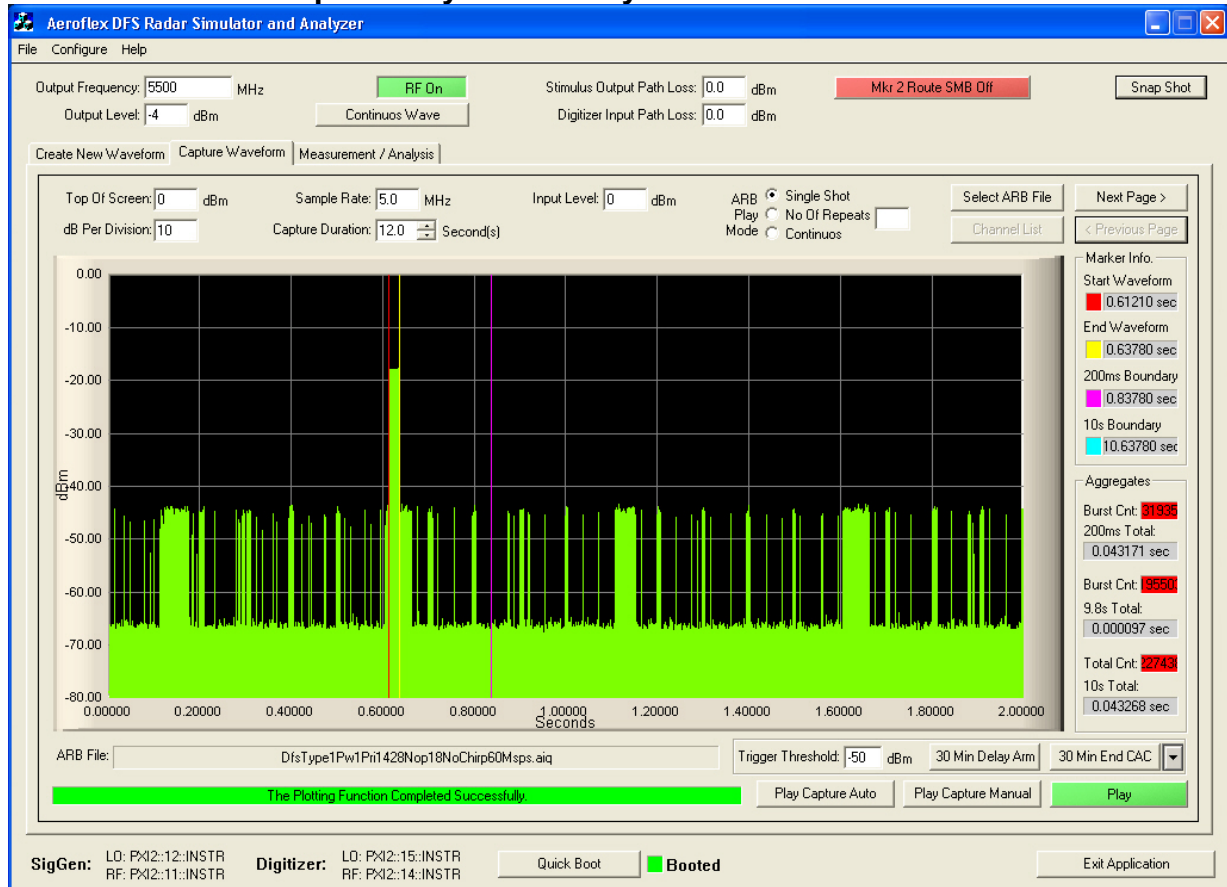 Aeroflex DFS Radar Simulator and Analyzer
File Configure Help
Output Frequency: 5500 MHz
RF On
Stimulus Output Path Loss: 0.0 dBm
Mkr 2 Route SMB Off
Snap Shot
Output Level: -4 dBm
Continuos Wave
Digitizer Input Path Loss: 0.0 dBm
Create New Waveform Capture Waveform Measurement / Analysis
Top Of Screen: 0 dBm
Sample Rate: 5.0 MHz
Input Level: 0 dBm
ARB Play Mode
Single Shot
No Of Repeats
Continuos
Select ARB File
Next Page >
dB Per Division: 10
Capture Duration: 12.0 Second(s)
Channel List
< Previous Page
0.00
-10.00
-20.00
-30.00
-40.00
-50.00
-60.00
-70.00
-80.00
dBm
0.00000 0.20000 0.40000 0.60000 0.80000 1.00000 1.20000 1.40000 1.60000 1.80000 2.00000
Seconds
Marker Info.
Start Waveform
0.61210 sec
End Waveform
0.63780 sec
200ms Boundary
0.83780 sec
10s Boundary
10.63780 sec
Aggregates
Burst Cnt: 31935
200ms Total:
0.043171 sec
Burst Cnt:
9.8s Total:
0.000097 sec
Total Cnt:
10s Total:
0.043268 sec
ARB File: DfsType1Pw1Pri1428Nop18NoChirp60Msps.aiq
Trigger Threshold: -50 dBm
30 Min Delay Arm
30 Min End CAC
The Plotting Function Completed Successfully.
Play Capture Auto
Play Capture Manual
Play
SigGen: LO: PXI2::12::INSTR
RF: PXI2::11::INSTR
Digitizer: LO: PXI2::15::INSTR
RF: PXI2::14::INSTR
Quick Boot
Booted
Exit Application